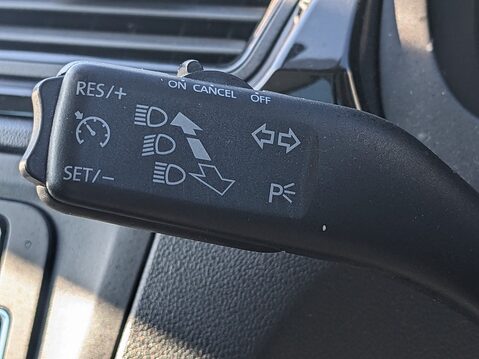 ON CANCEL OFF
RES/+
SET/-
P